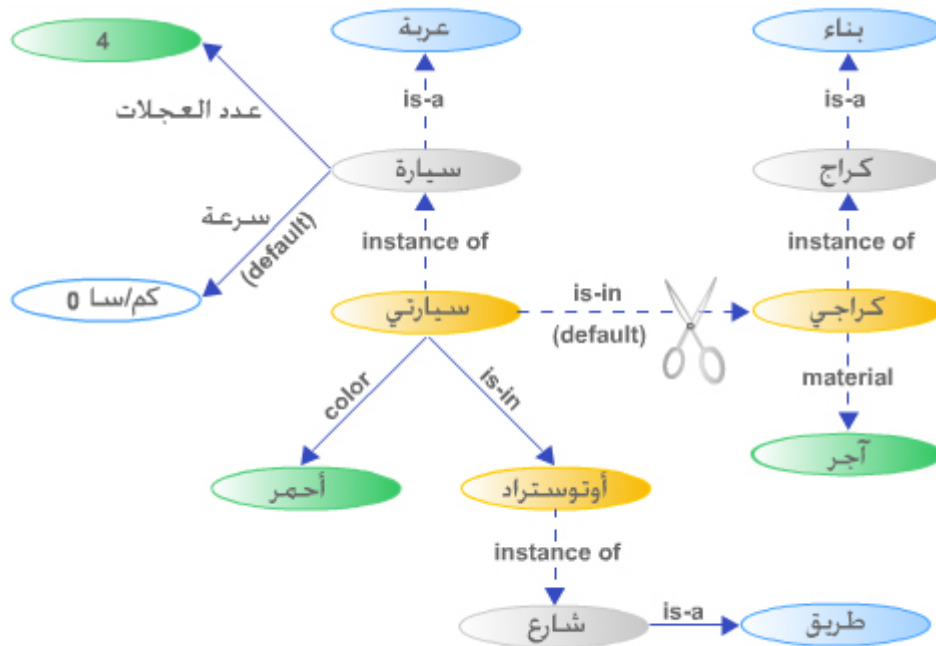 4
عربة
بناء
is-a
is-a
عدد العجلات
سيارة
كراج
سرعة
(default)
instance of
instance of
كم/سا 0
سيارتي
is-in
(default)
كراجي
color
is-in
material
أحمر
أوتوستراد
آجر
instance of
شارع
is-a
طريق